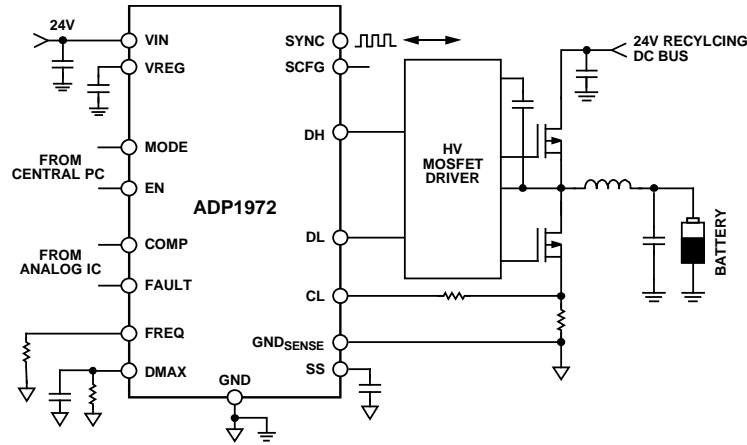 24V
VIN
VREG
MODE
FROM
CENTRAL PC
EN
COMP
FROM
ANALOG IC
FAULT
FREQ
DMAX
ADP1972
GND
SYNC
SCFG
DH
DL
CL
GNDSENSE
SS
HV
MOSFET
DRIVER
24V RECYLCING
DC BUS
BATTERY